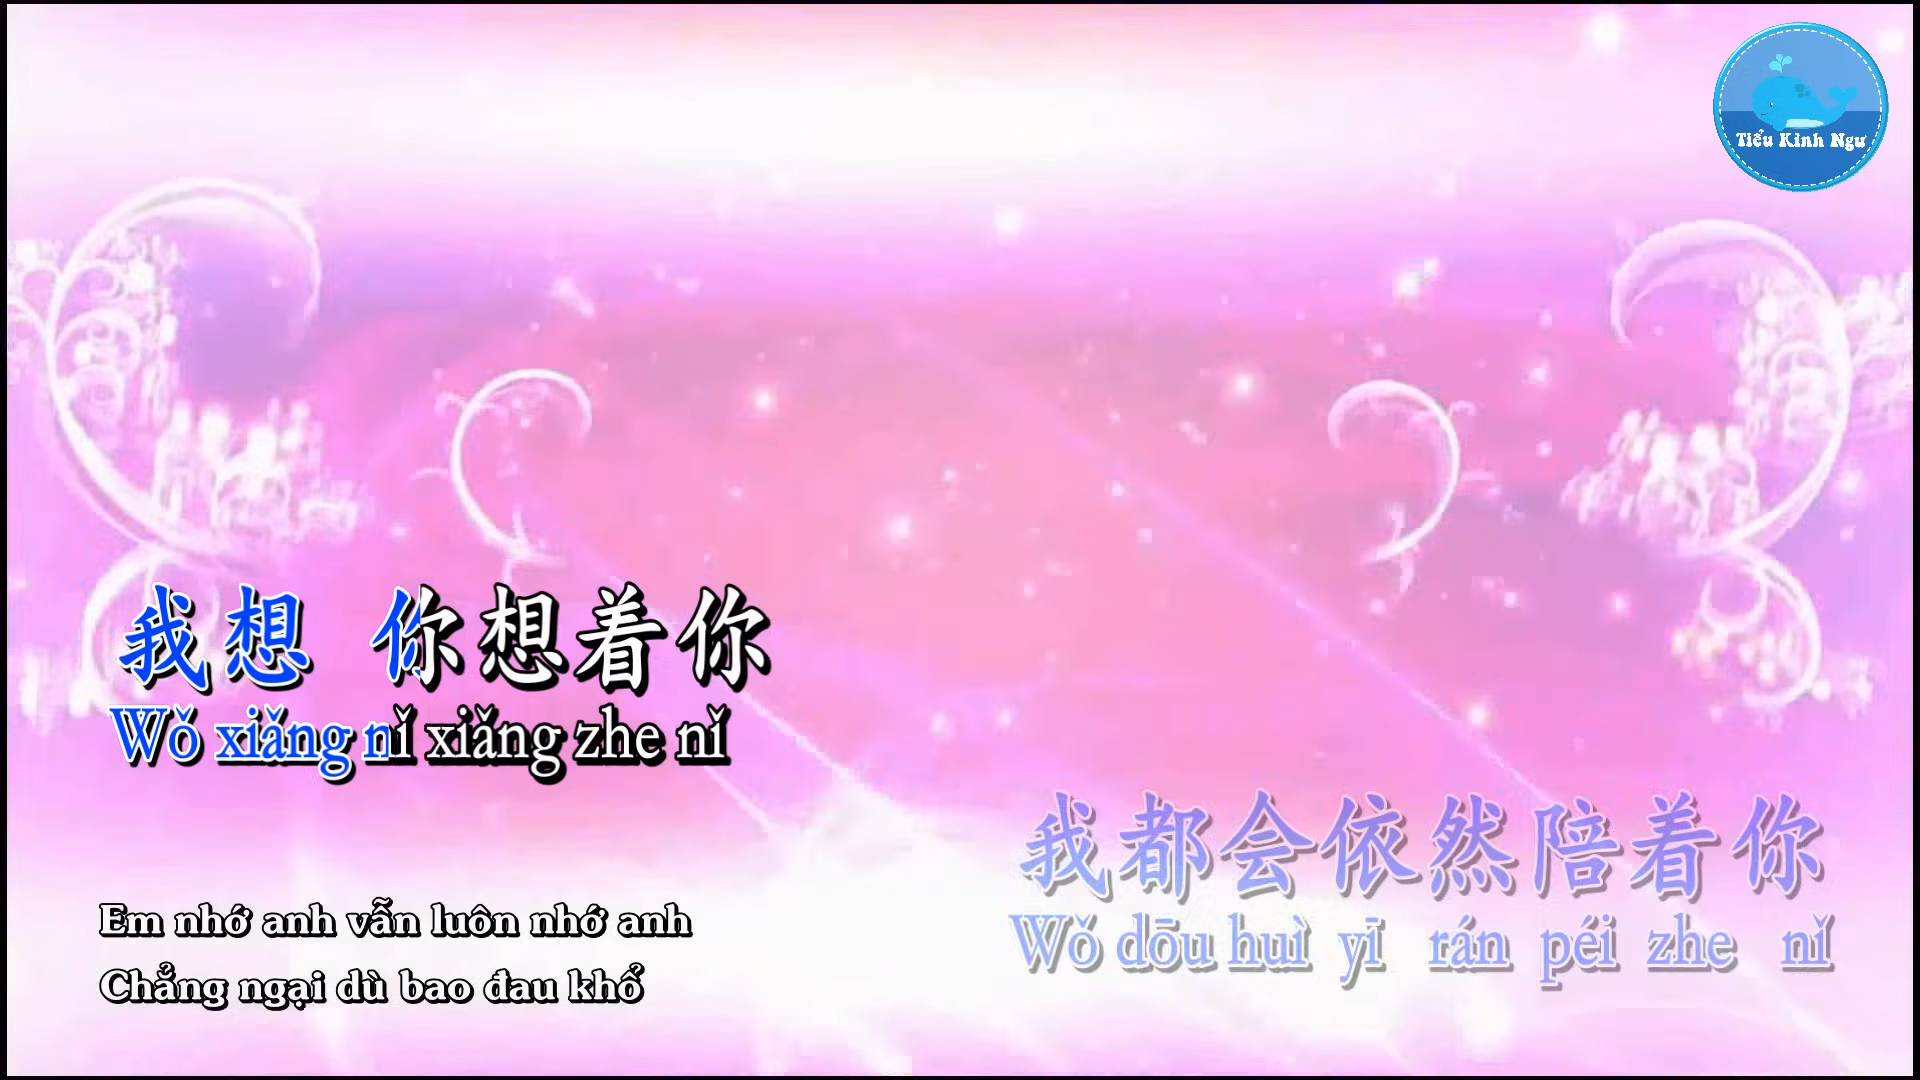 Tiểu Kình Ngư
我想 你想着你
Wǒ xiǎng nǐ xiǎng zhe nǐ
我都会依然陪着你
Wǒ dōu huì yī rán péi zhe nǐ
Em nhớ anh vẫn luôn nhớ anh
Chẳng ngại dù bao đau khổ